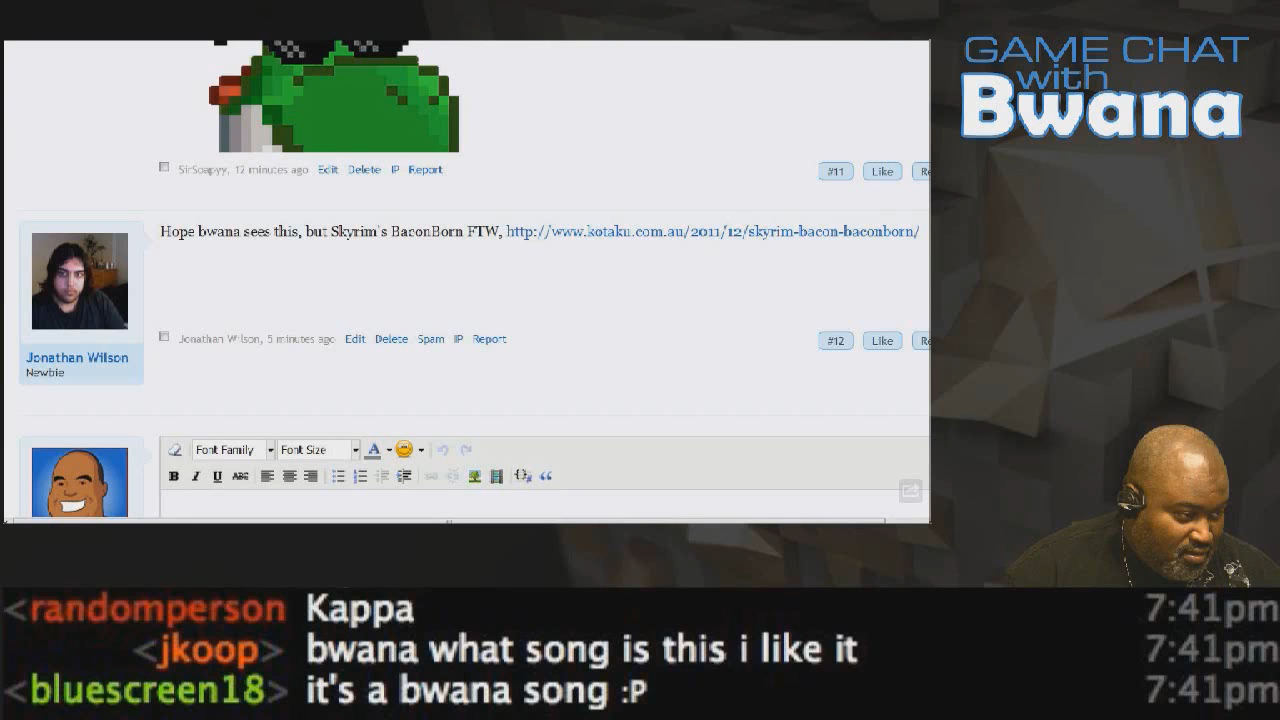 GAME CHAT
with
Bwana
SirSoapyy, 12 minutes ago Edit Delete IP Report #11 Like Re
Hope bwana sees this, but Skyrim's BaconBorn FTW, http://www.kotaku.com.au/2011/12/skyrim-bacon-baconborn/
Jonathan Wilson, 5 minutes ago Edit Delete Spam IP Report #12 Like Re
Jonathan Wilson
Newbie
Font Family Font Size A
B I U ABC
<randomperson Kappa 7:41pm
<jkoop> bwana what song is this i like it 7:41pm
<bluescreen18> it's a bwana song :P 7:41pm